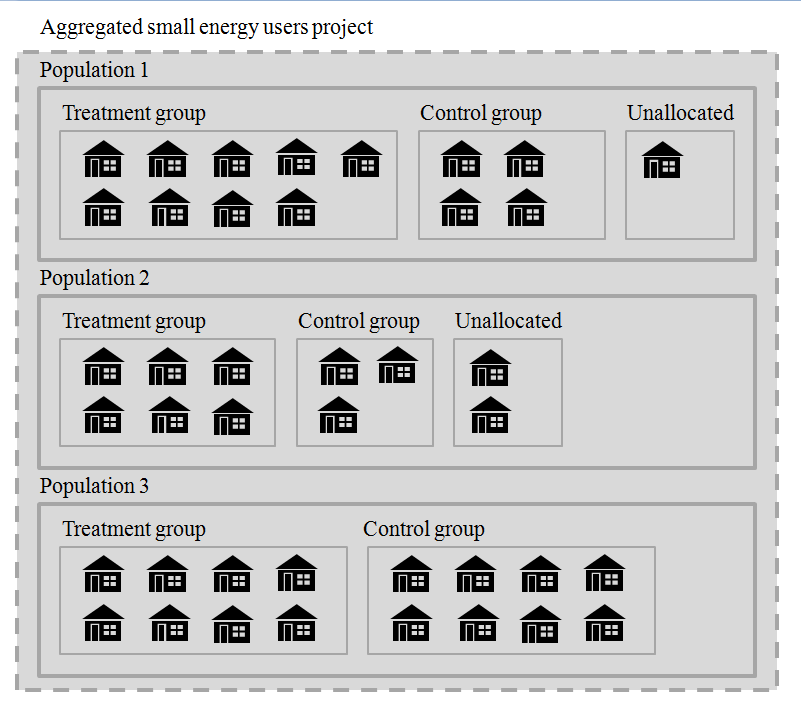 Aggregated small energy users project
Population 1
Treatment group
Control group
Unallocated
Population 2
Treatment group
Control group
Unallocated
Population 3
Treatment group
Control group